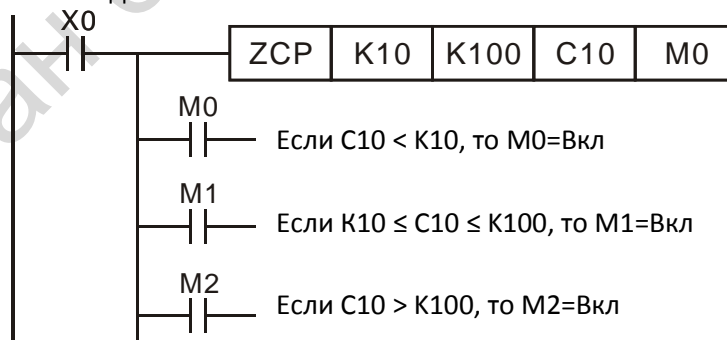 X0
ZCP K10 K100 C10 M0
M0
Если C10 < K10, то M0=Вкл
M1
Если K10 ≤ C10 ≤ K100, то M1=Вкл
M2
Если C10 > K100, то M2=Вкл